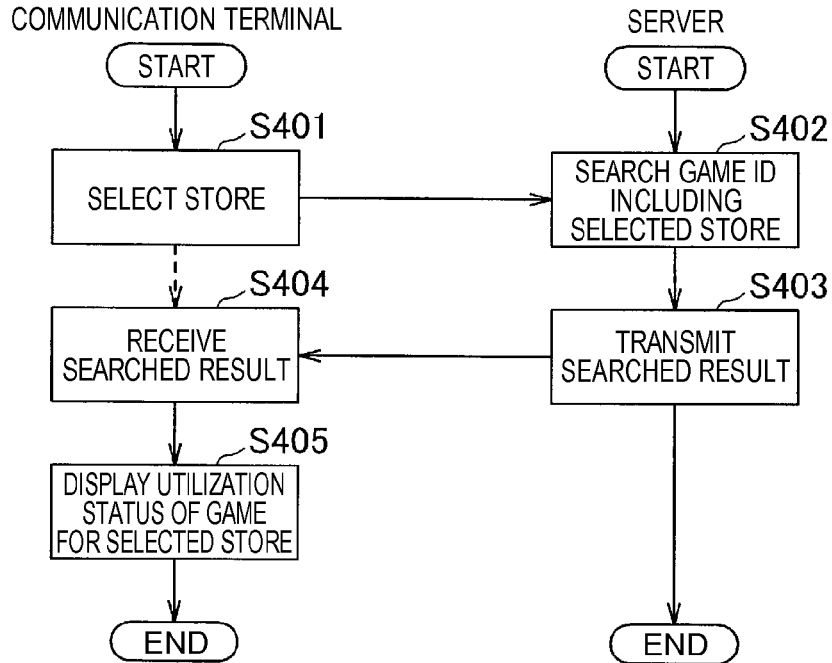 COMMUNICATION TERMINAL
SERVER
START
START
S401
S402
SELECT STORE
SEARCH GAME ID
INCLUDING
SELECTED STORE
S404
S403
RECEIVE
SEARCHED RESULT
TRANSMIT
SEARCHED RESULT
S405
DISPLAY UTILIZATION
STATUS OF GAME
FOR SELECTED STORE
END
END